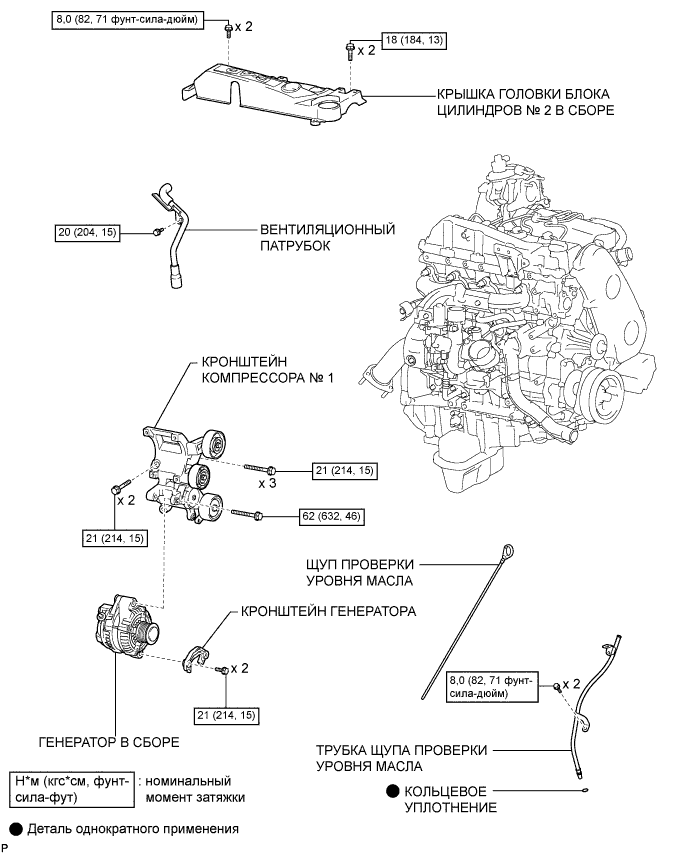 8,0 (82, 71 фунт-сила-дюйм)
x 2
18 (184, 13)
x 2
КРЫШКА ГОЛОВКИ БЛОКА
ЦИЛИНДРОВ № 2 В СБОРЕ
20 (204, 15)
ВЕНТИЛЯЦИОННЫЙ
ПАТРУБОК
КРОНШТЕЙН
КОМПРЕССОРА № 1
21 (214, 15)
x 3
x 2
62 (632, 46)
21 (214, 15)
ЩУП ПРОВЕРКИ
УРОВНЯ МАСЛА
КРОНШТЕЙН ГЕНЕРАТОРА
x 2
8,0 (82, 71 фунт-
сила-дюйм)
x 2
21 (214, 15)
ГЕНЕРАТОР В СБОРЕ
ТРУБКА ЩУПА ПРОВЕРКИ
УРОВНЯ МАСЛА
Н*м (кгс*см, фунт-
сила-фут)
: номинальный
момент затяжки
КОЛЬЦЕВОЕ
УПЛОТНЕНИЕ
Деталь однократного применения
P